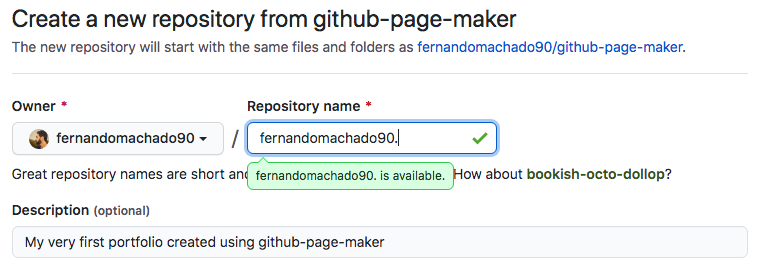 Create a new repository from github-page-maker
The new repository will start with the same files and folders as fernandomachado90/github-page-maker.
Owner * Repository name *
fernandomachado90 / fernandomachado90.
fernandomachado90. is available.
Great repository names are short and How about bookish-octo-dollop?
Description (optional)
My very first portfolio created using github-page-maker